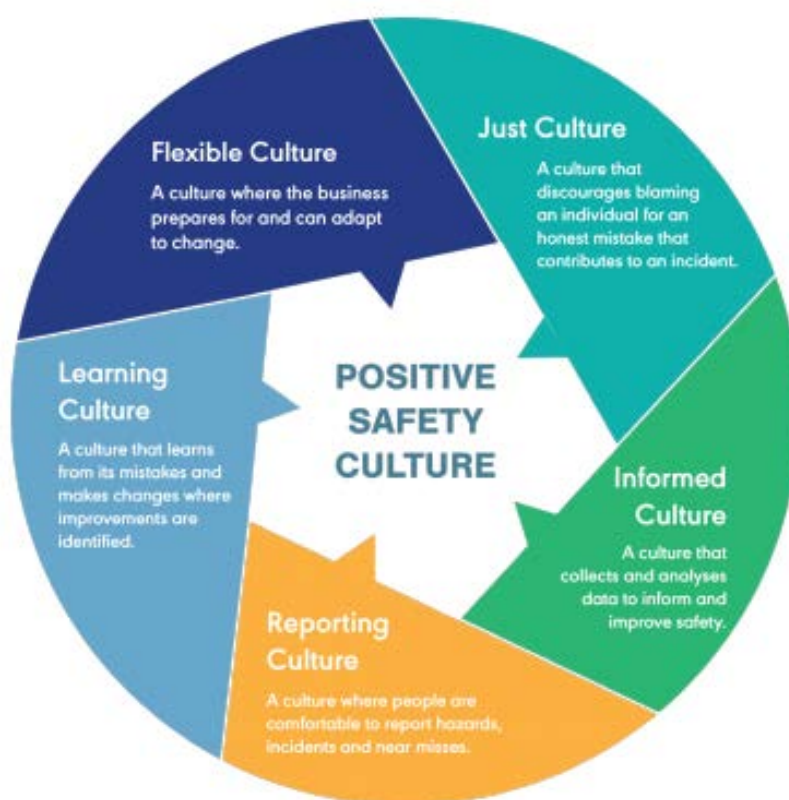 Flexible Culture
A culture where the business
prepares for and can adapt
to change.
Just Culture
A culture that
discourages blaming
an individual for an
honest mistake that
contributes to an incident.
POSITIVE
SAFETY
CULTURE
Learning
Culture
A culture that learns
from its mistakes and
makes changes where
improvements are
identified.
Informed
Culture
A culture that
collects and analyses
data to inform and
improve safety.
Reporting
Culture
A culture where people are
comfortable to report hazards,
incidents and near misses.